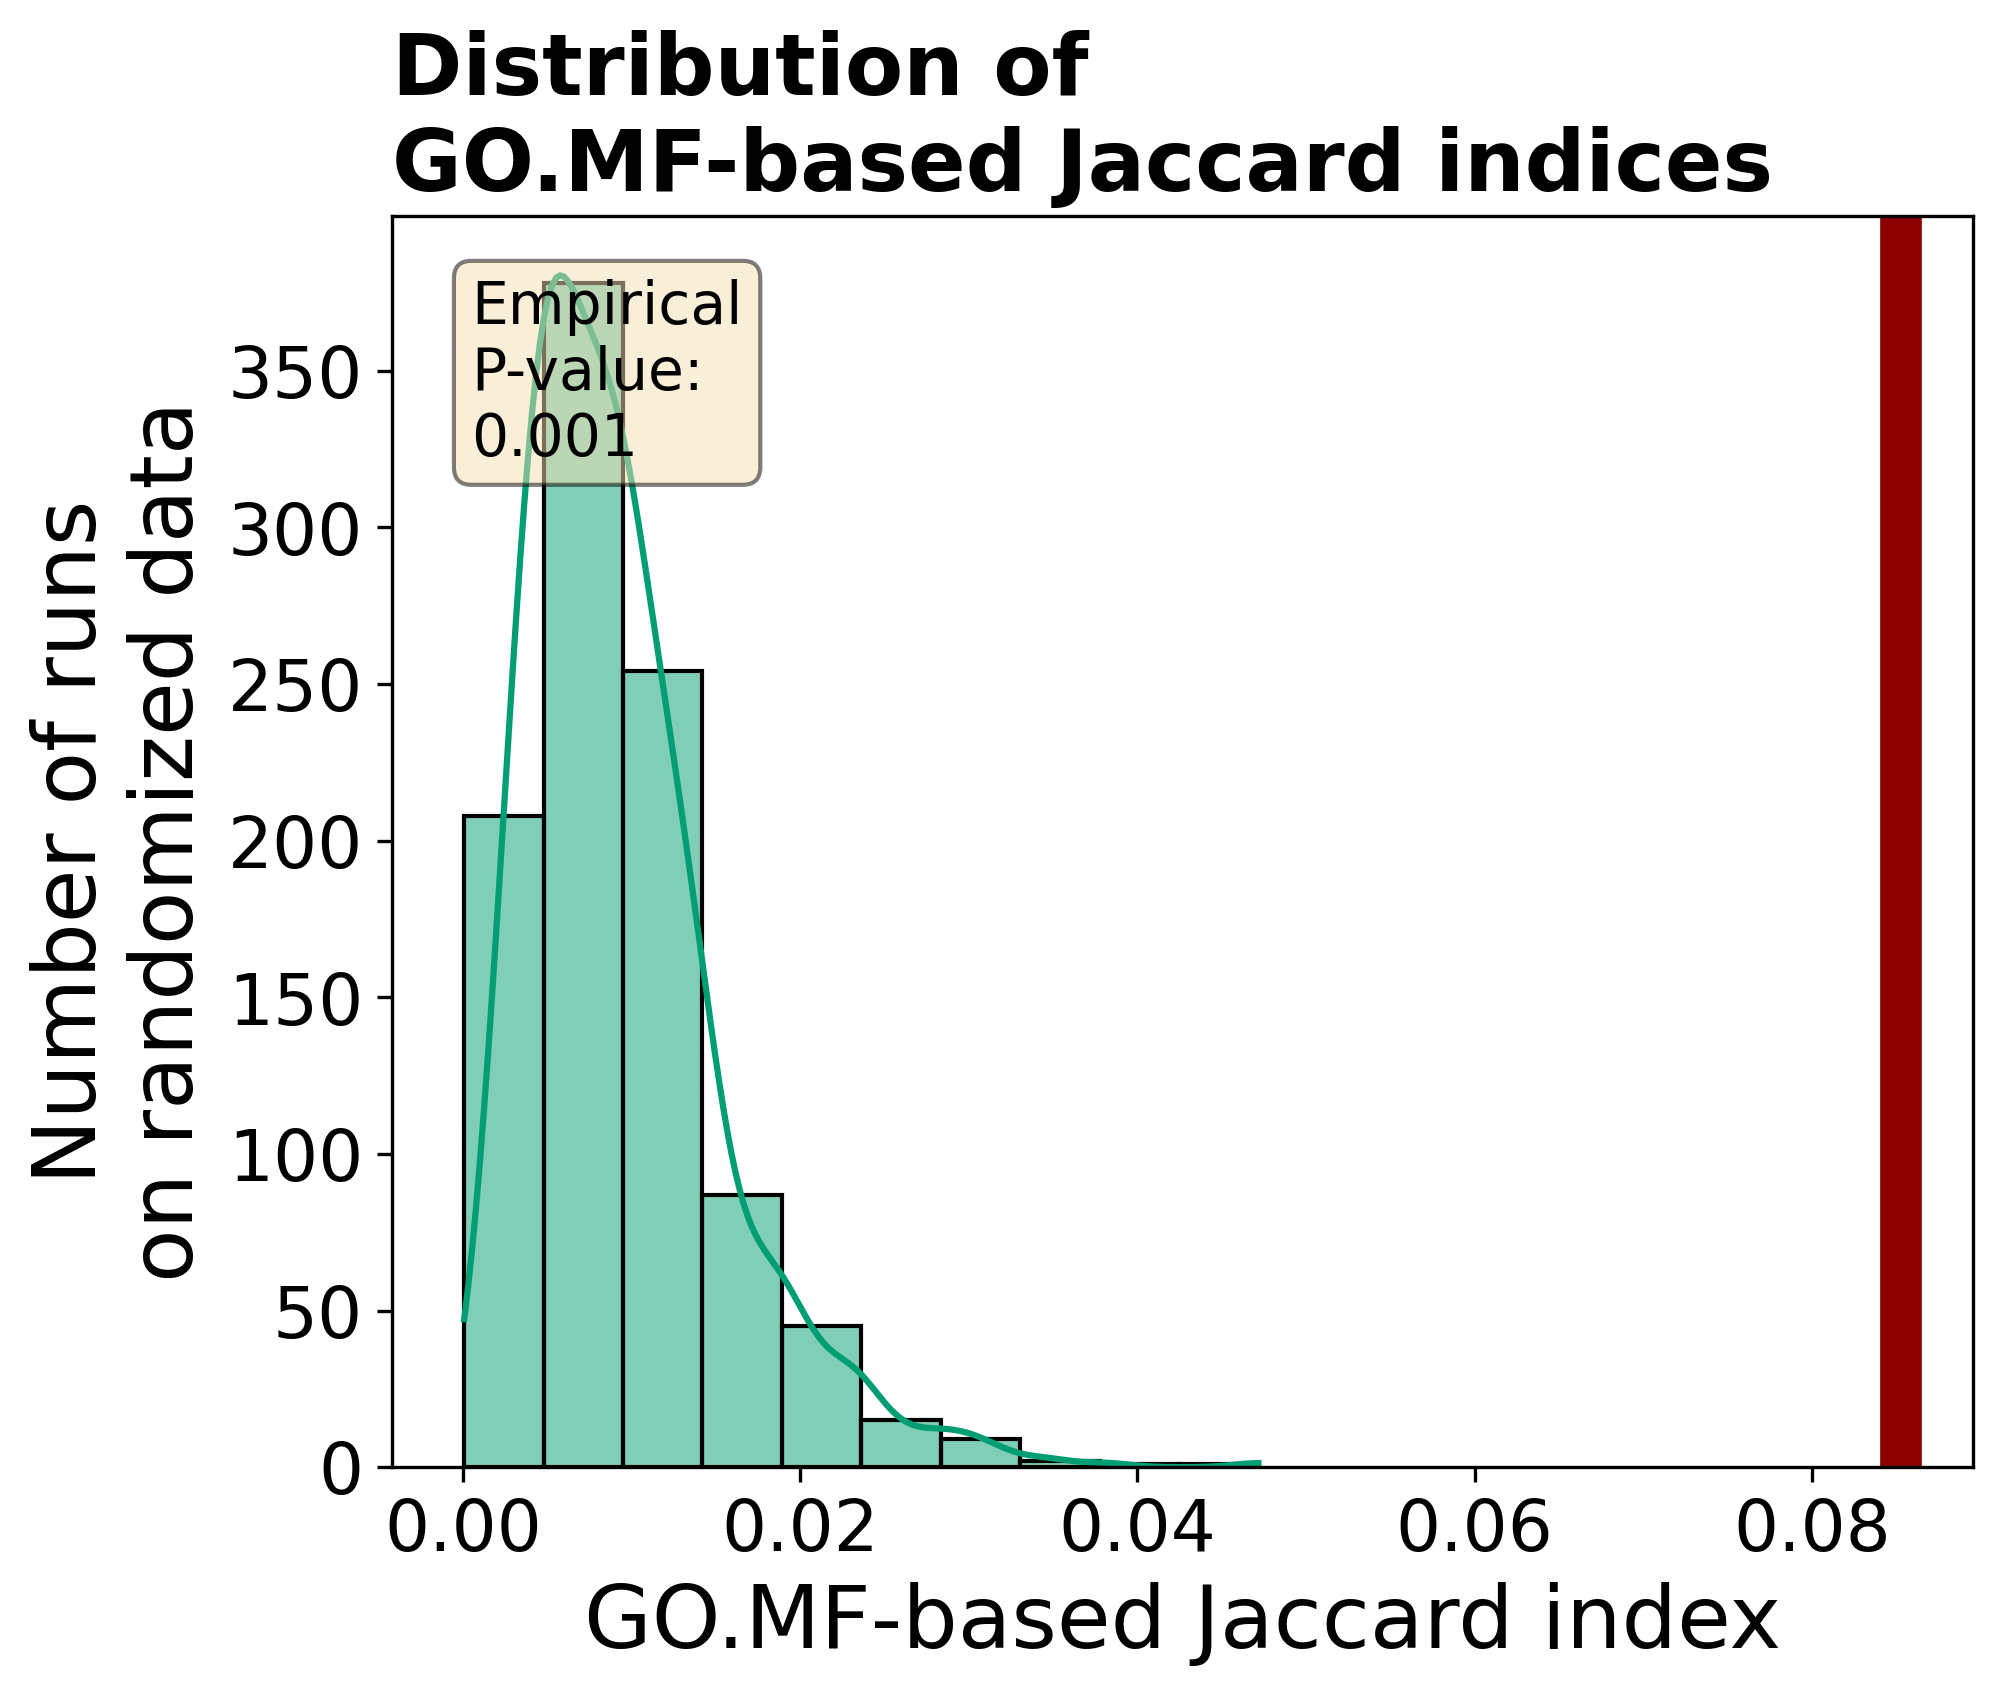 Distribution of
GO.MF-based Jaccard indices
Empirical
P-value:
0.001
Number of runs
on randomized data
350
300
250
200
150
100
50
0
0.00 0.02 0.04 0.06 0.08
GO.MF-based Jaccard index